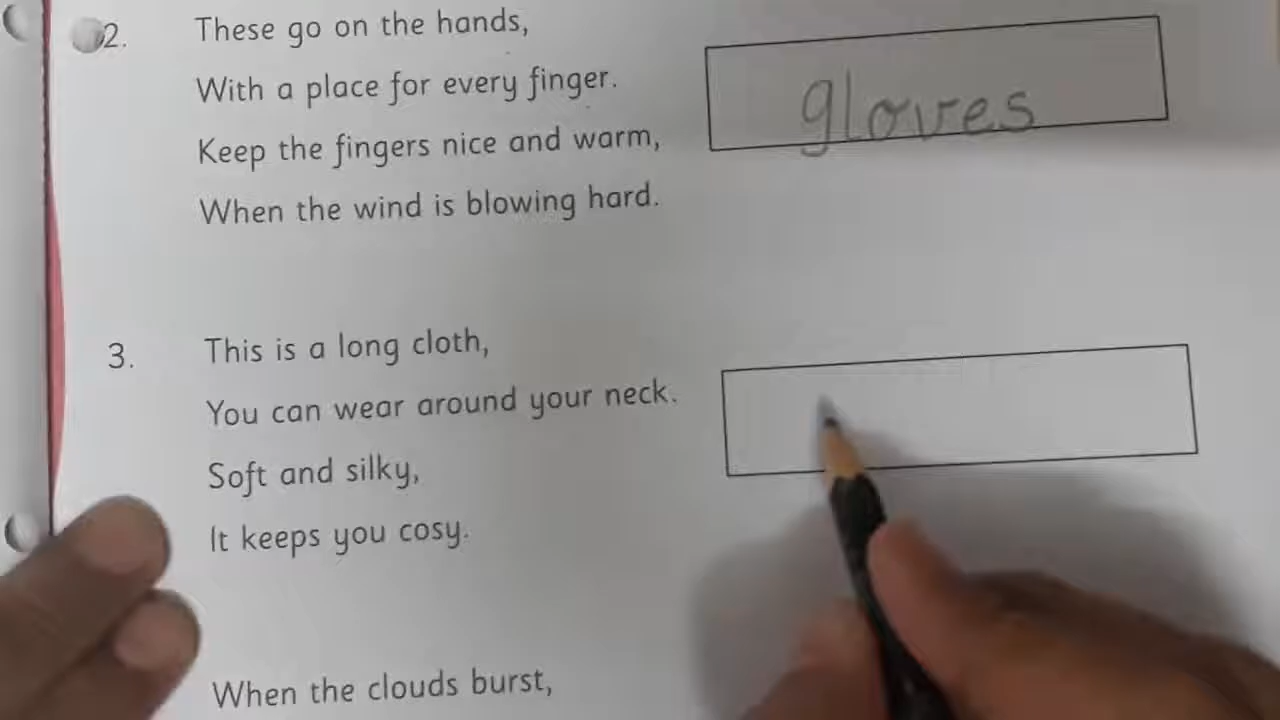 2. These go on the hands,
With a place for every finger.
Keep the fingers nice and warm,
When the wind is blowing hard.
gloves
3. This is a long cloth,
You can wear around your neck.
Soft and silky,
It keeps you cosy.
When the clouds burst,